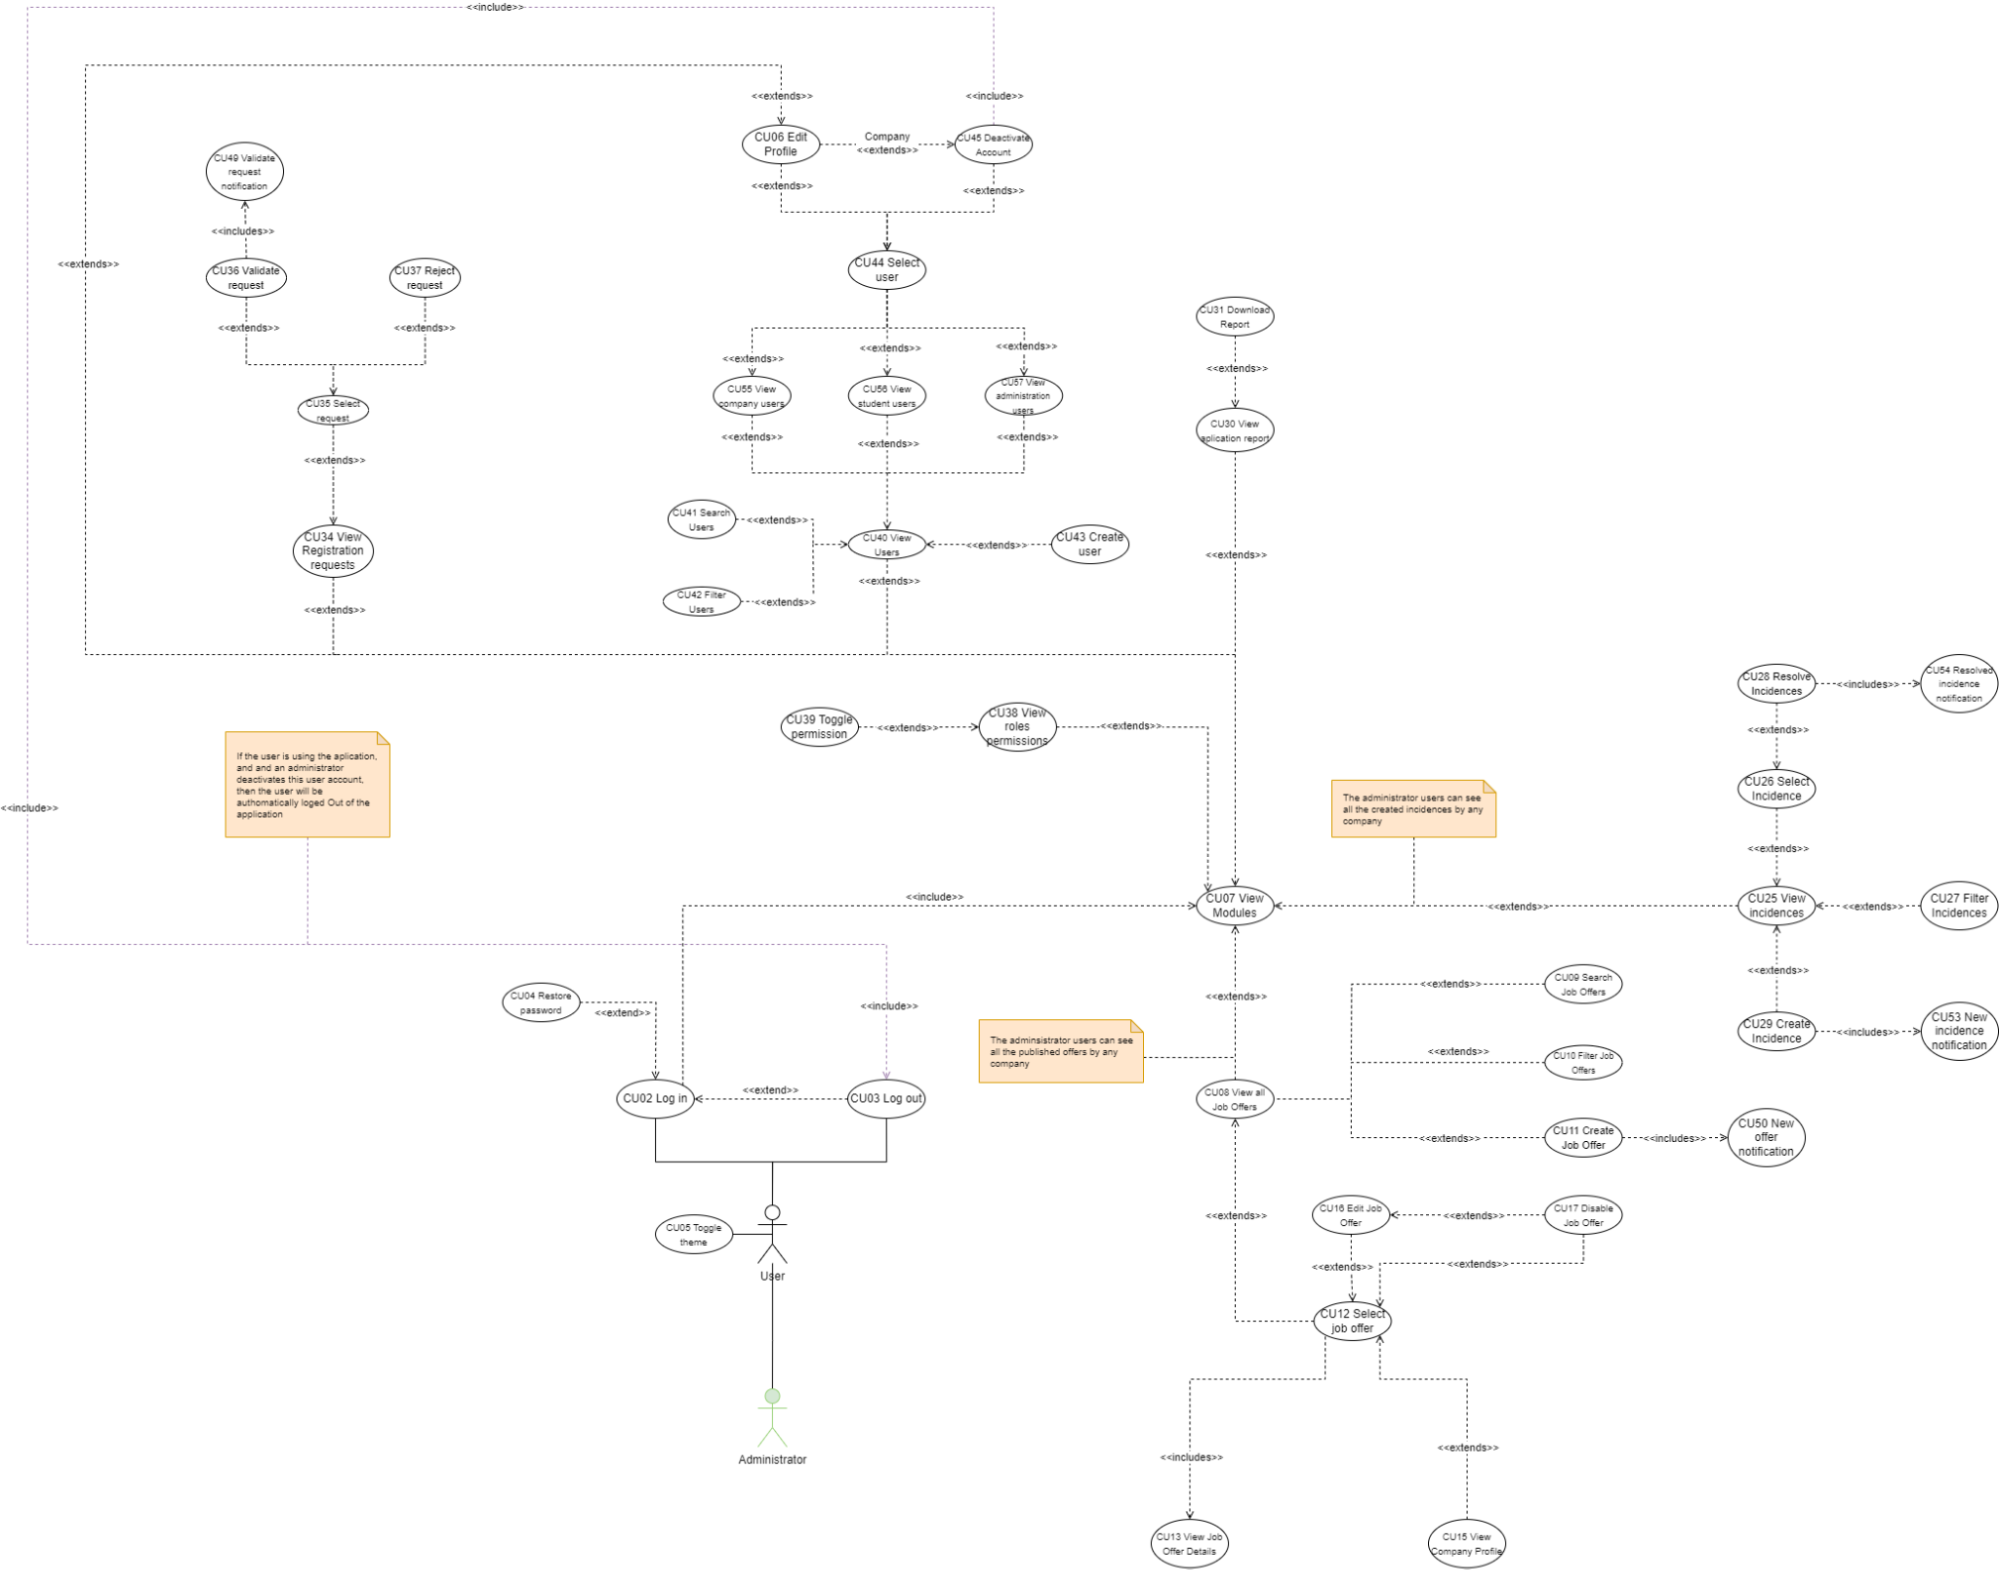 <<include>>
<<extends>>
<<include>>
CU06 Edit
Profile
Company
<<extends>>
CU45 Deactivate
Account
CU49 Validate
request
notification
<<extends>>
<<extends>>
<<includes>>
<<extends>>
CU36 Validate
request
CU37 Reject
request
CU44 Select
user
<<extends>>
<<extends>>
CU31 Download
Report
<<extends>>
<<extends>>
<<extends>>
<<extends>>
CU35 Select
request
CU55 View
company users
CU56 View
student users
CU57 View
administration
users
CU30 View
aplication report
<<extends>>
<<extends>>
<<extends>>
<<extends>>
CU34 View
Registration
requests
<<extends>>
CU41 Search
Users
<<extends>>
CU40 View
Users
<<extends>>
CU43 Create
user
<<extends>>
<<extends>>
CU42 Filter
Users
<<extends>>
<<extends>>
CU28 Resolve
Incidences
<<includes>>
CU54 Resolved
incidence
notification
CU39 Toggle
permission
<<extends>>
CU38 View
roles
permissions
<<extends>>
<<extends>>
If the user is using the aplication,
and and an administrator
deactivates this user account,
then the user will be
authomatically loged Out of the
application
<<include>>
The administrator users can see
all the created incidences by any
company
CU26 Select
Incidence
<<extends>>
<<include>>
CU07 View
Modules
<<extends>>
CU25 View
incidences
<<extends>>
CU27 Filter
Incidences
CU04 Restore
password
<<extend>>
<<include>>
<<extends>>
<<extends>>
CU09 Search
Job Offers
<<extends>>
The adminsistrator users can see
all the published offers by any
company
<<extends>>
CU10 Filter Job
Offers
CU29 Create
Incidence
<<includes>>
CU53 New
incidence
notification
CU02 Log in
<<extend>>
CU03 Log out
CU08 View all
Job Offers
<<extends>>
CU11 Create
Job Offer
<<includes>>
CU50 New
offer
notification
CU05 Toggle
theme
User
<<extends>>
CU16 Edit Job
Offer
<<extends>>
CU17 Disable
Job Offer
<<extends>>
<<extends>>
CU12 Select
job offer
Administrator
<<includes>>
<<extends>>
CU13 View Job
Offer Details
CU15 View
Company Profile